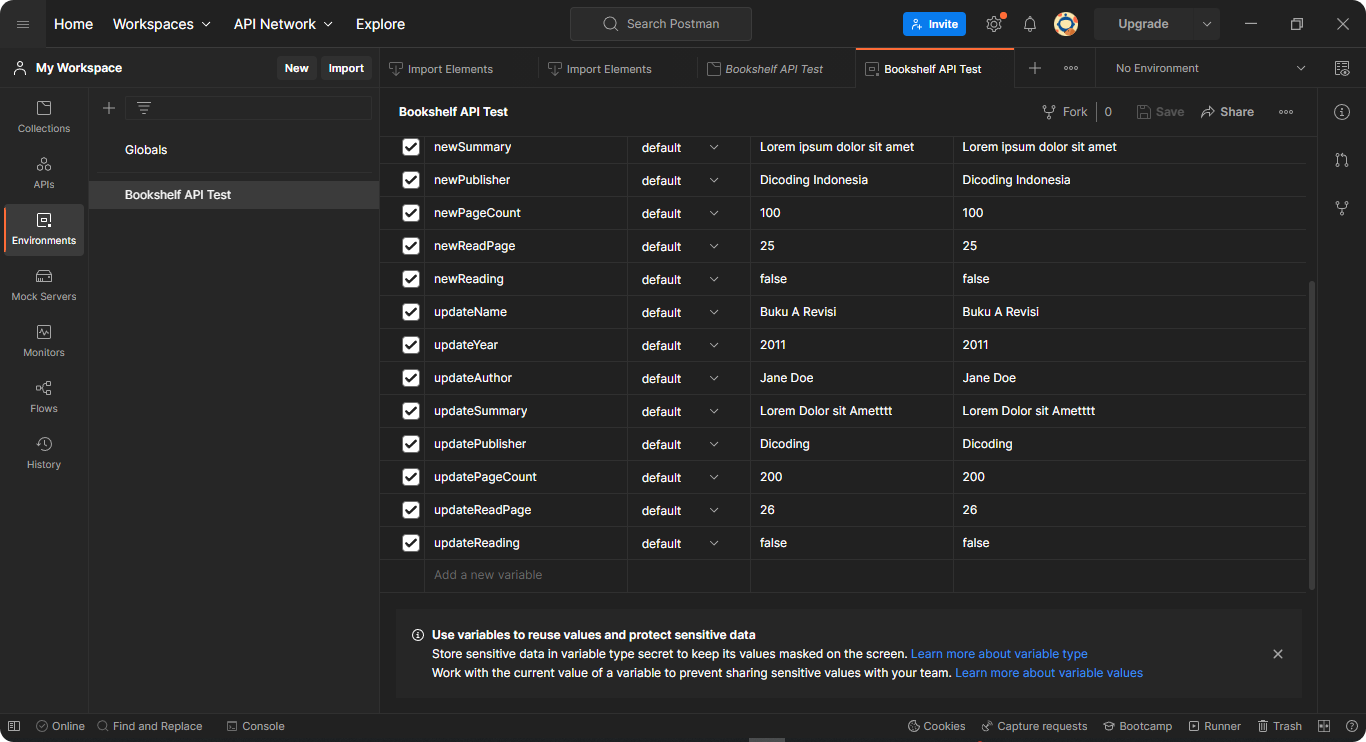 Home Workspaces API Network Explore Search Postman Invite Upgrade
My Workspace New Import Import Elements Import Elements Bookshelf API Test Bookshelf API Test No Environment
Collections
APIs
Environments
Mock Servers
Monitors
Flows
History
Globals
Bookshelf API Test
Bookshelf API Test Fork 0 Save Share
newSummary default Lorem ipsum dolor sit amet Lorem ipsum dolor sit amet
newPublisher default Dicoding Indonesia Dicoding Indonesia
newPageCount default 100 100
newReadPage default 25 25
newReading default false false
updateName default Buku A Revisi Buku A Revisi
updateYear default 2011 2011
updateAuthor default Jane Doe Jane Doe
updateSummary default Lorem Dolor sit Ametttt Lorem Dolor sit Ametttt
updatePublisher default Dicoding Dicoding
updatePageCount default 200 200
updateReadPage default 26 26
updateReading default false false
Add a new variable
Use variables to reuse values and protect sensitive data
Store sensitive data in variable type secret to keep its values masked on the screen. Learn more about variable type
Work with the current value of a variable to prevent sharing sensitive values with your team. Learn more about variable values
Online Find and Replace Console Cookies Capture requests Bootcamp Runner Trash